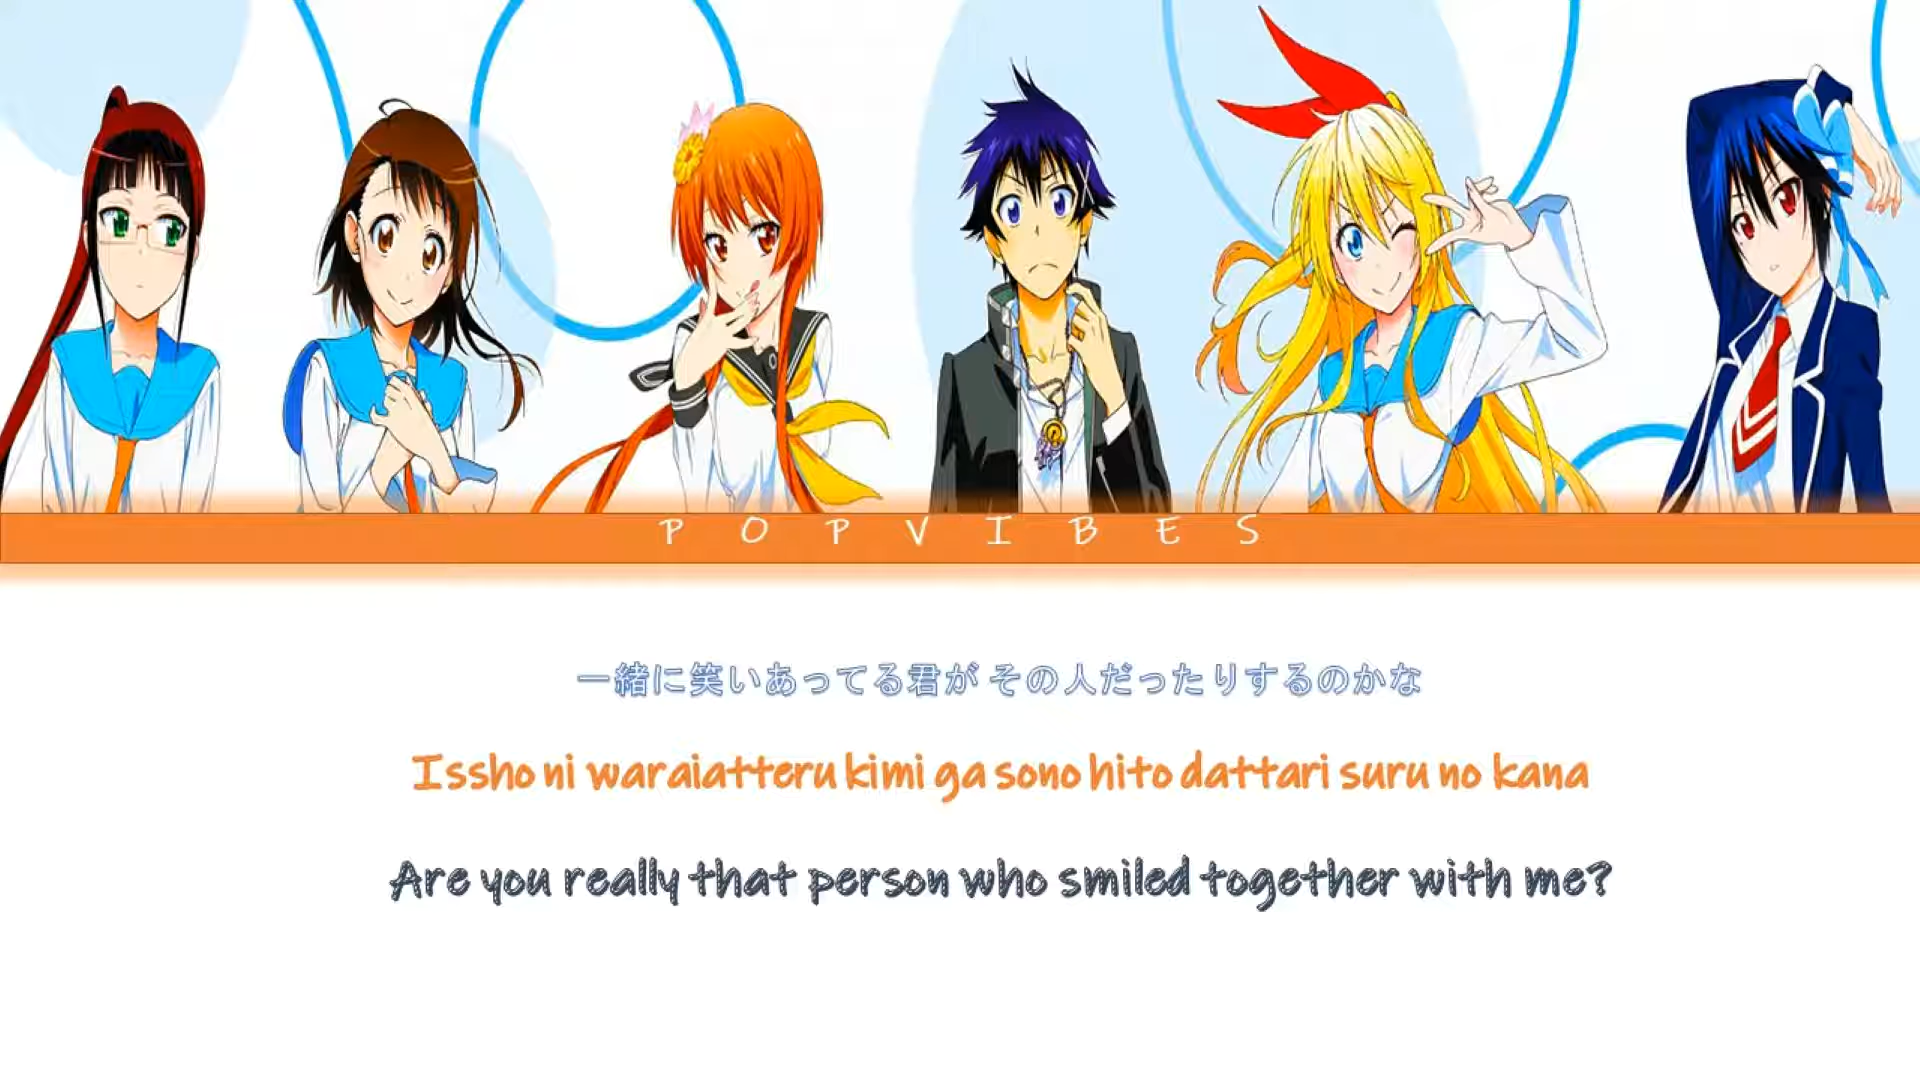 P O P V I B E S
一緒に笑いあってる君が その人だったりするのかな
Issho ni waraiatteru kimi ga sono hito dattari suru no kana
Are you really that person who smiled together with me?